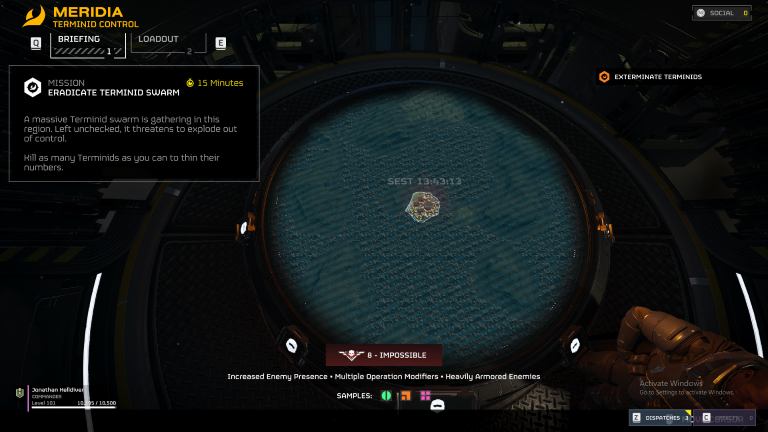 MERIDIA
TERMINID CONTROL
SOCIAL 0
Q BRIEFING 1 LOADOUT 2 E
MISSION 15 Minutes
ERADICATE TERMINID SWARM
EXTERMINATE TERMINIDS
A massive Terminid swarm is gathering in this
region. Left unchecked, it threatens to explode out
of control.
Kill as many Terminids as you can to thin their
numbers.
SEST 13:43:13
8 - IMPOSSIBLE
Increased Enemy Presence • Multiple Operation Modifiers • Heavily Armored Enemies
SAMPLES:
Jonathan Helldiver
COMMANDER
Level 101
Activate Windows
Go to Settings to activate Windows.
Z DISPATCHES 3 C